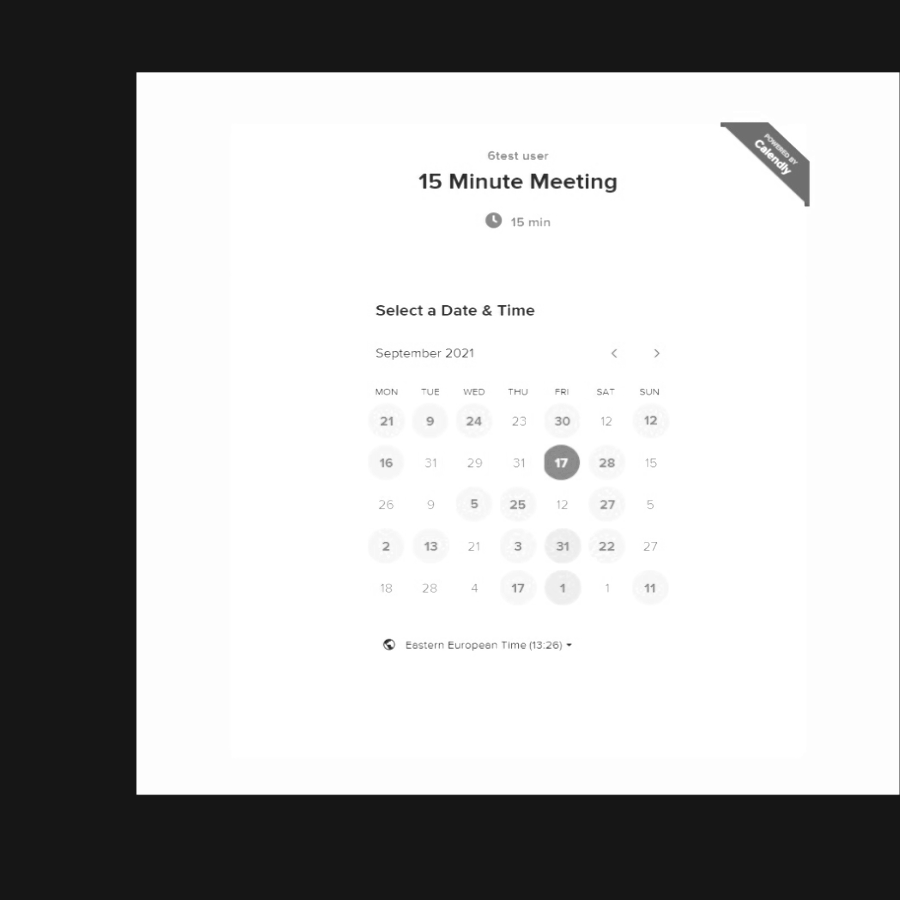 POWERED BY
Calendly
6test user
15 Minute Meeting
15 min
Select a Date & Time
September 2021
MON TUE WED THU FRI SAT SUN
21 9 24 23 30 12 12
16 31 29 31 17 28 15
26 9 5 25 12 27 5
2 13 21 3 31 22 27
18 28 4 17 1 1 11
Eastern European Time (13:26)